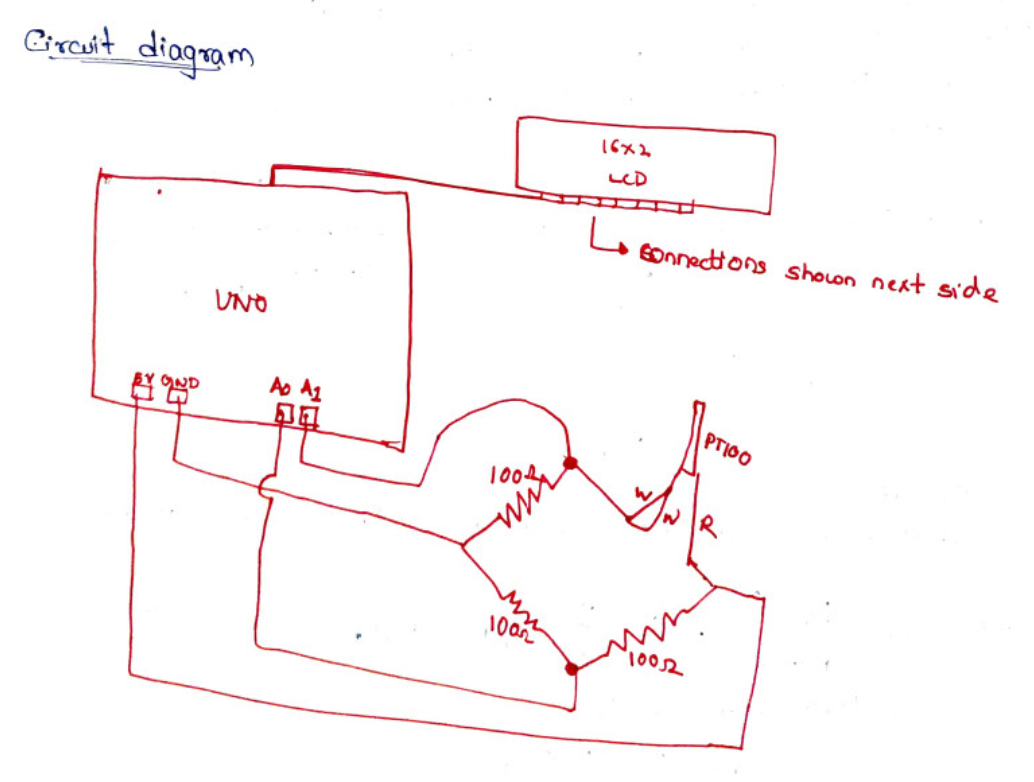 Circuit diagram
16x2
LCD
connections shown next side
UNO
5V GND
A0 A1
PT100
100Ω
W
W
R
100Ω
100Ω